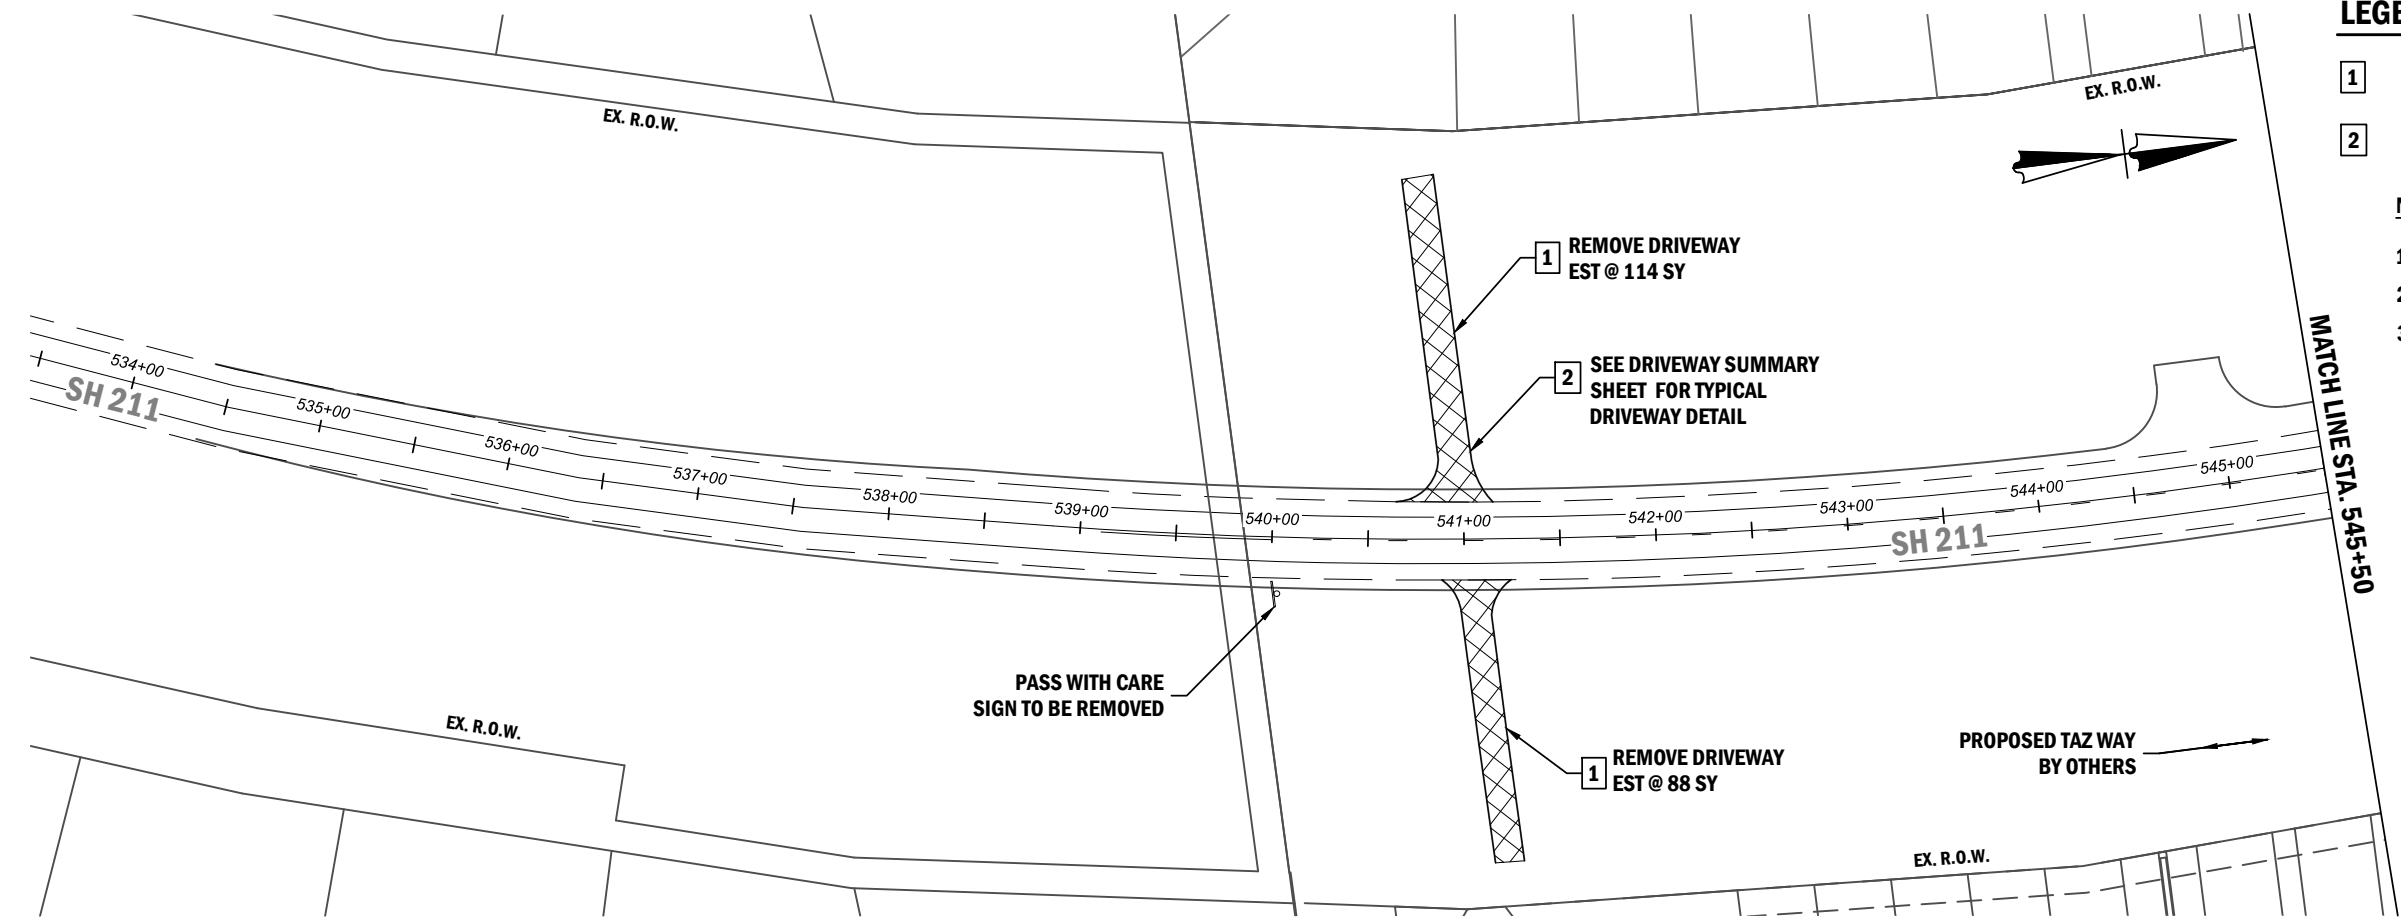 LEGE
1
2
EX. R.O.W.
EX. R.O.W.
1 REMOVE DRIVEWAY
EST @ 114 SY
2 SEE DRIVEWAY SUMMARY
SHEET FOR TYPICAL
DRIVEWAY DETAIL
MATCH LINE STA. 545+50
534+00
535+00
536+00
537+00
538+00
539+00
540+00
541+00
542+00
543+00
544+00
545+00
SH 211
SH 211
PASS WITH CARE
SIGN TO BE REMOVED
EX. R.O.W.
1 REMOVE DRIVEWAY
EST @ 88 SY
PROPOSED TAZ WAY
BY OTHERS
EX. R.O.W.